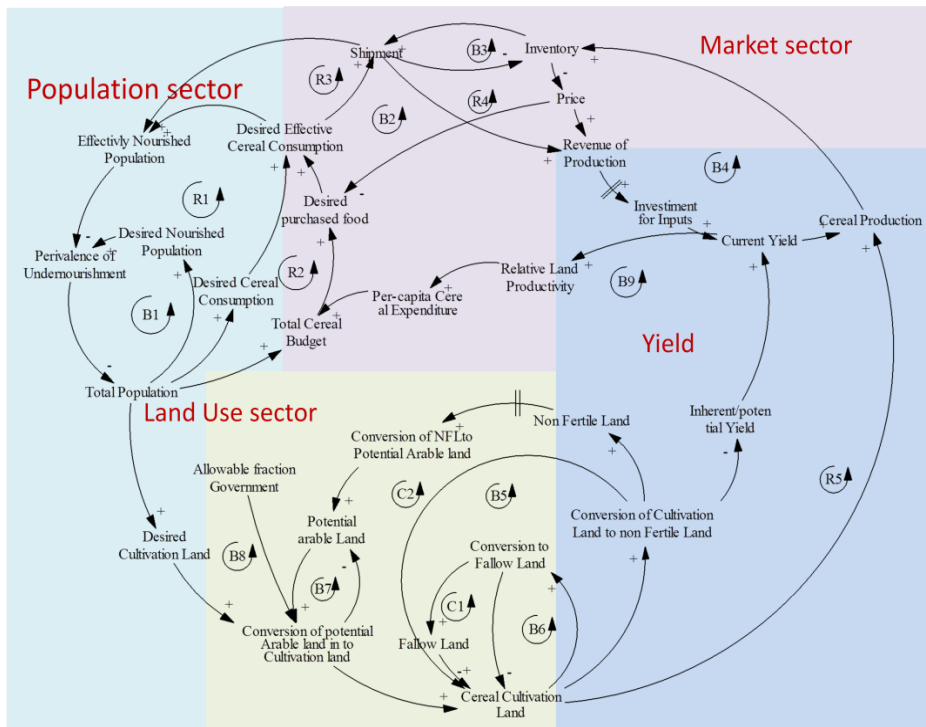 Market sector
Population sector
Shipment
Inventory
B3
R3
R4
Price
B2
Effectivly Nourished
Population
Desired Effective
Cereal Consumption
Revenue of
Production
B4
R1
Desired
purchased food
Investiment
for Inputs
Cereal Production
Desired Nourished
Population
Current Yield
Perivalence of
Undernourishment
R2
Relative Land
Productivity
B9
Desired Cereal
Consumption
Per-capita Cere
al Expenditure
B1
Total Cereal
Budget
Yield
Total Population
Land Use sector
Non Fertile Land
Inherent/poten
tial Yield
Conversion of NFLto
Potential Arable land
Allowable fraction
Government
C2
B5
R5
Potential
arable Land
Conversion of Cultivation
Land to non Fertile Land
Desired
Cultivation Land
B8
Conversion to
Fallow Land
B7
C1
B6
Conversion of potential
Arable land in to
Cultivation land
Fallow Land
Cereal Cultivation
Land